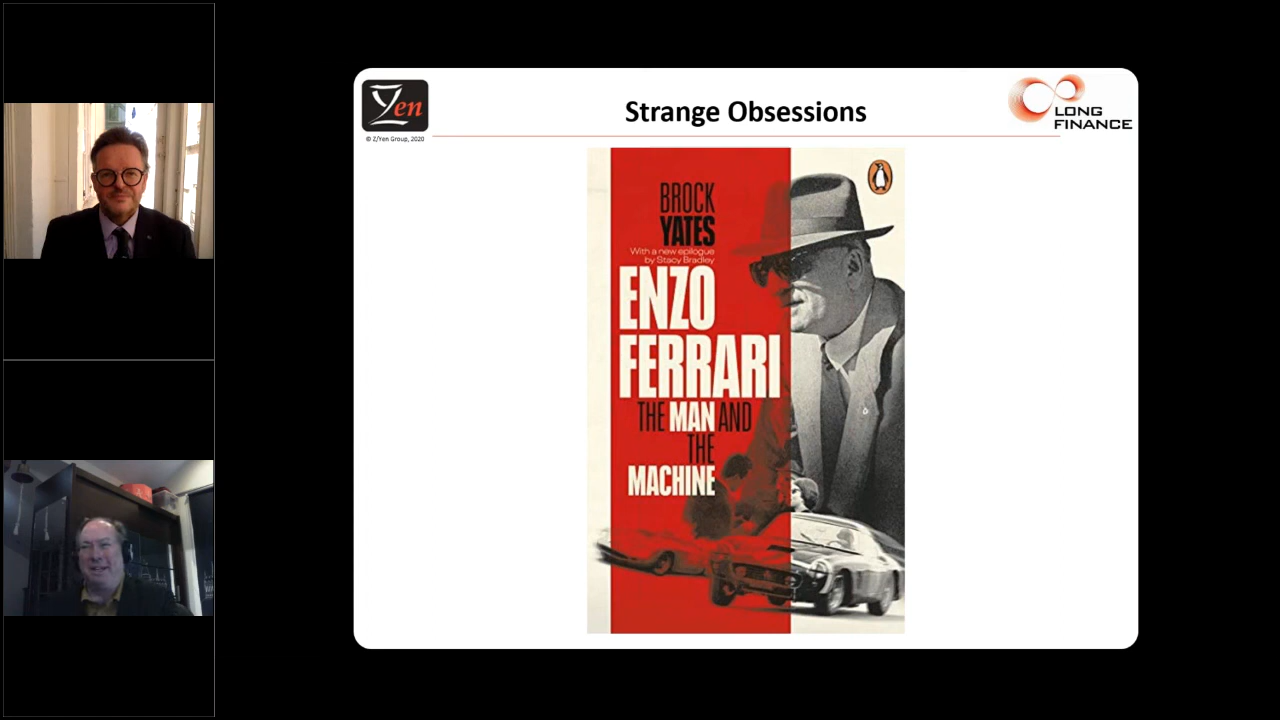 Zen
© Z/Yen Group, 2020
Strange Obsessions
LONG
FINANCE
BROCK
YATES
With a new epilogue
by Stacy Bradley
ENZO
FERRARI
THE MAN AND
THE
MACHINE